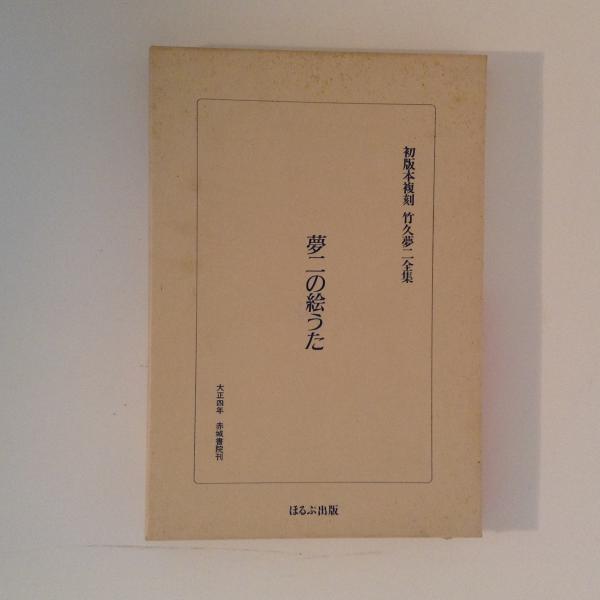 初版本複刻 竹久夢二全集
夢二の絵うた
大正四年 赤城書院刊
ほるぷ出版